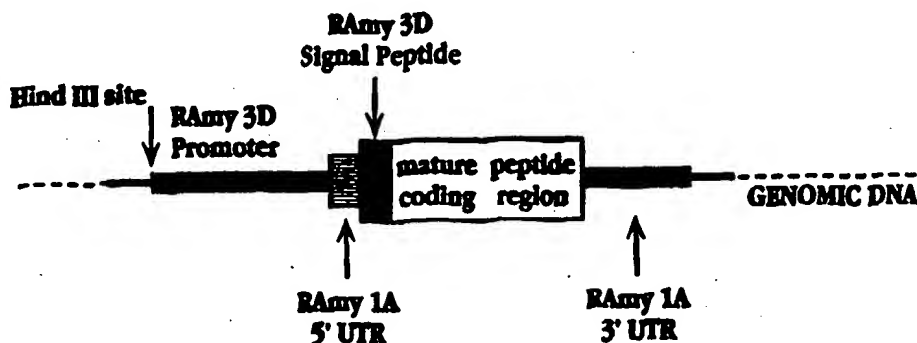 RAmy 3D
Signal Peptide
Hind III site
RAmy 3D
Promoter
mature peptide
coding region
GENOMIC DNA
RAmy 1A
5' UTR
RAmy 1A
3' UTR